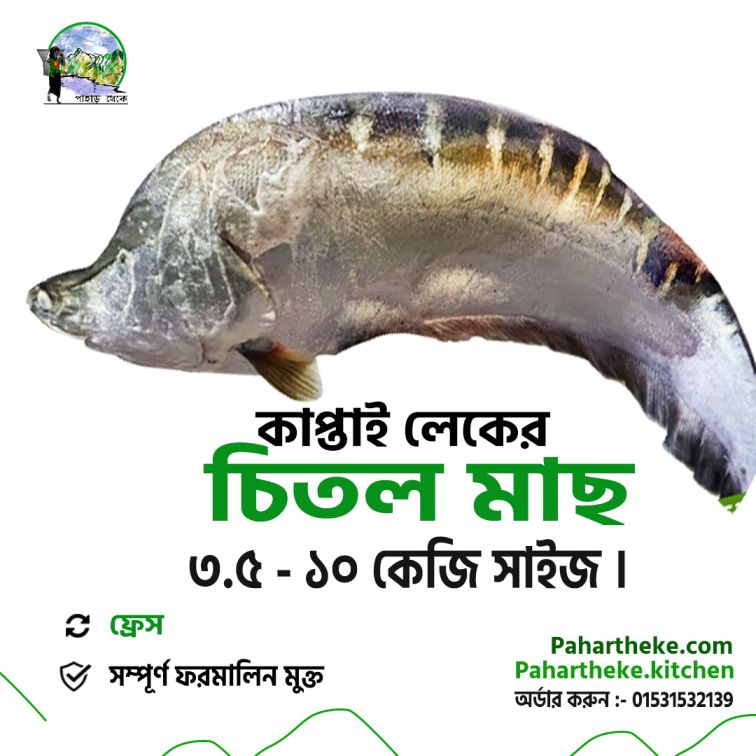 পাহাড় থেকে
কাপ্তাই লেকের
চিতল মাছ
৩.৫ - ১০ কেজি সাইজ।
ফ্রেস
সম্পূর্ণ ফরমালিন মুক্ত
Pahartheke.com
Pahartheke.kitchen
অর্ডার করুন :- 01531532139